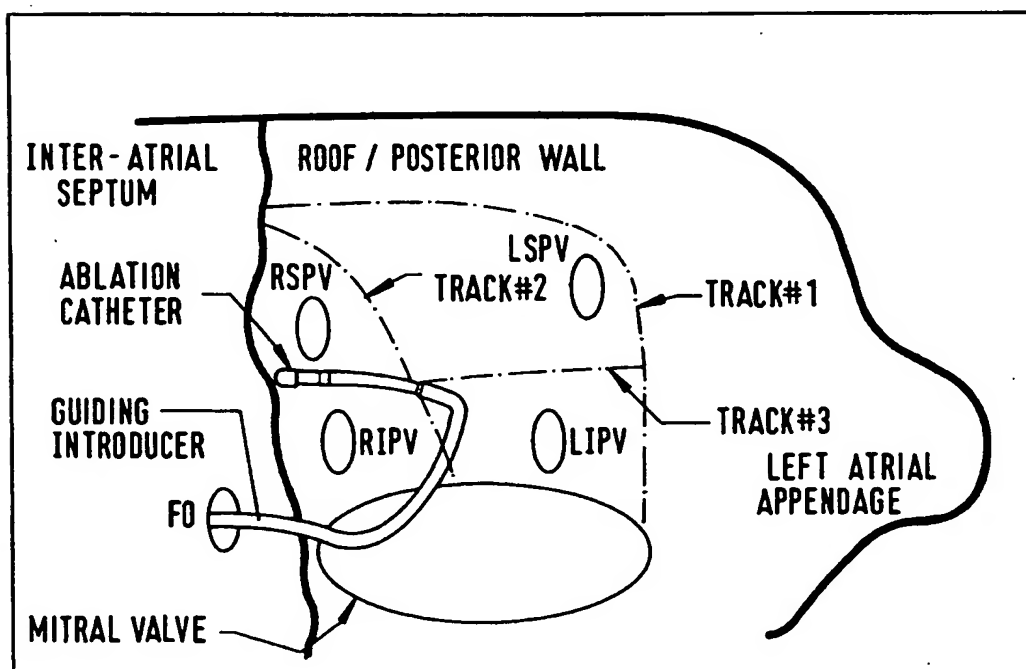 INTER-ATRIAL
SEPTUM
ROOF / POSTERIOR WALL
ABLATION
CATHETER
RSPV
LSPV
TRACK#2
TRACK#1
GUIDING
INTRODUCER
RIPV
LIPV
TRACK#3
LEFT ATRIAL
APPENDAGE
FO
MITRAL VALVE